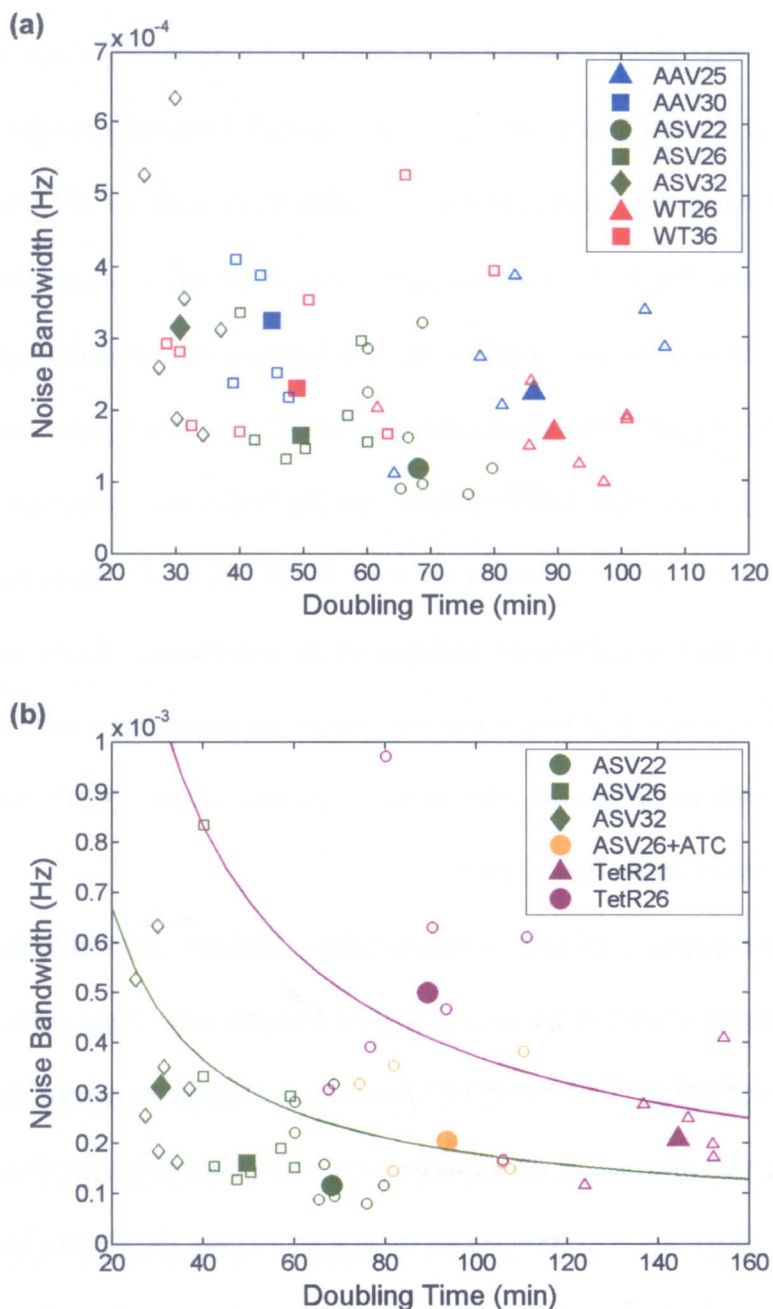 (a)
7 x 10^-4
6
5
4
3
2
1
0
Noise Bandwidth (Hz)
20 30 40 50 60 70 80 90 100 110 120
Doubling Time (min)
AAV25
AAV30
ASV22
ASV26
ASV32
WT26
WT36
(b)
x 10^-3
1
0.9
0.8
0.7
0.6
0.5
0.4
0.3
0.2
0.1
0
Noise Bandwidth (Hz)
20 40 60 80 100 120 140 160
Doubling Time (min)
ASV22
ASV26
ASV32
ASV26+ATC
TetR21
TetR26